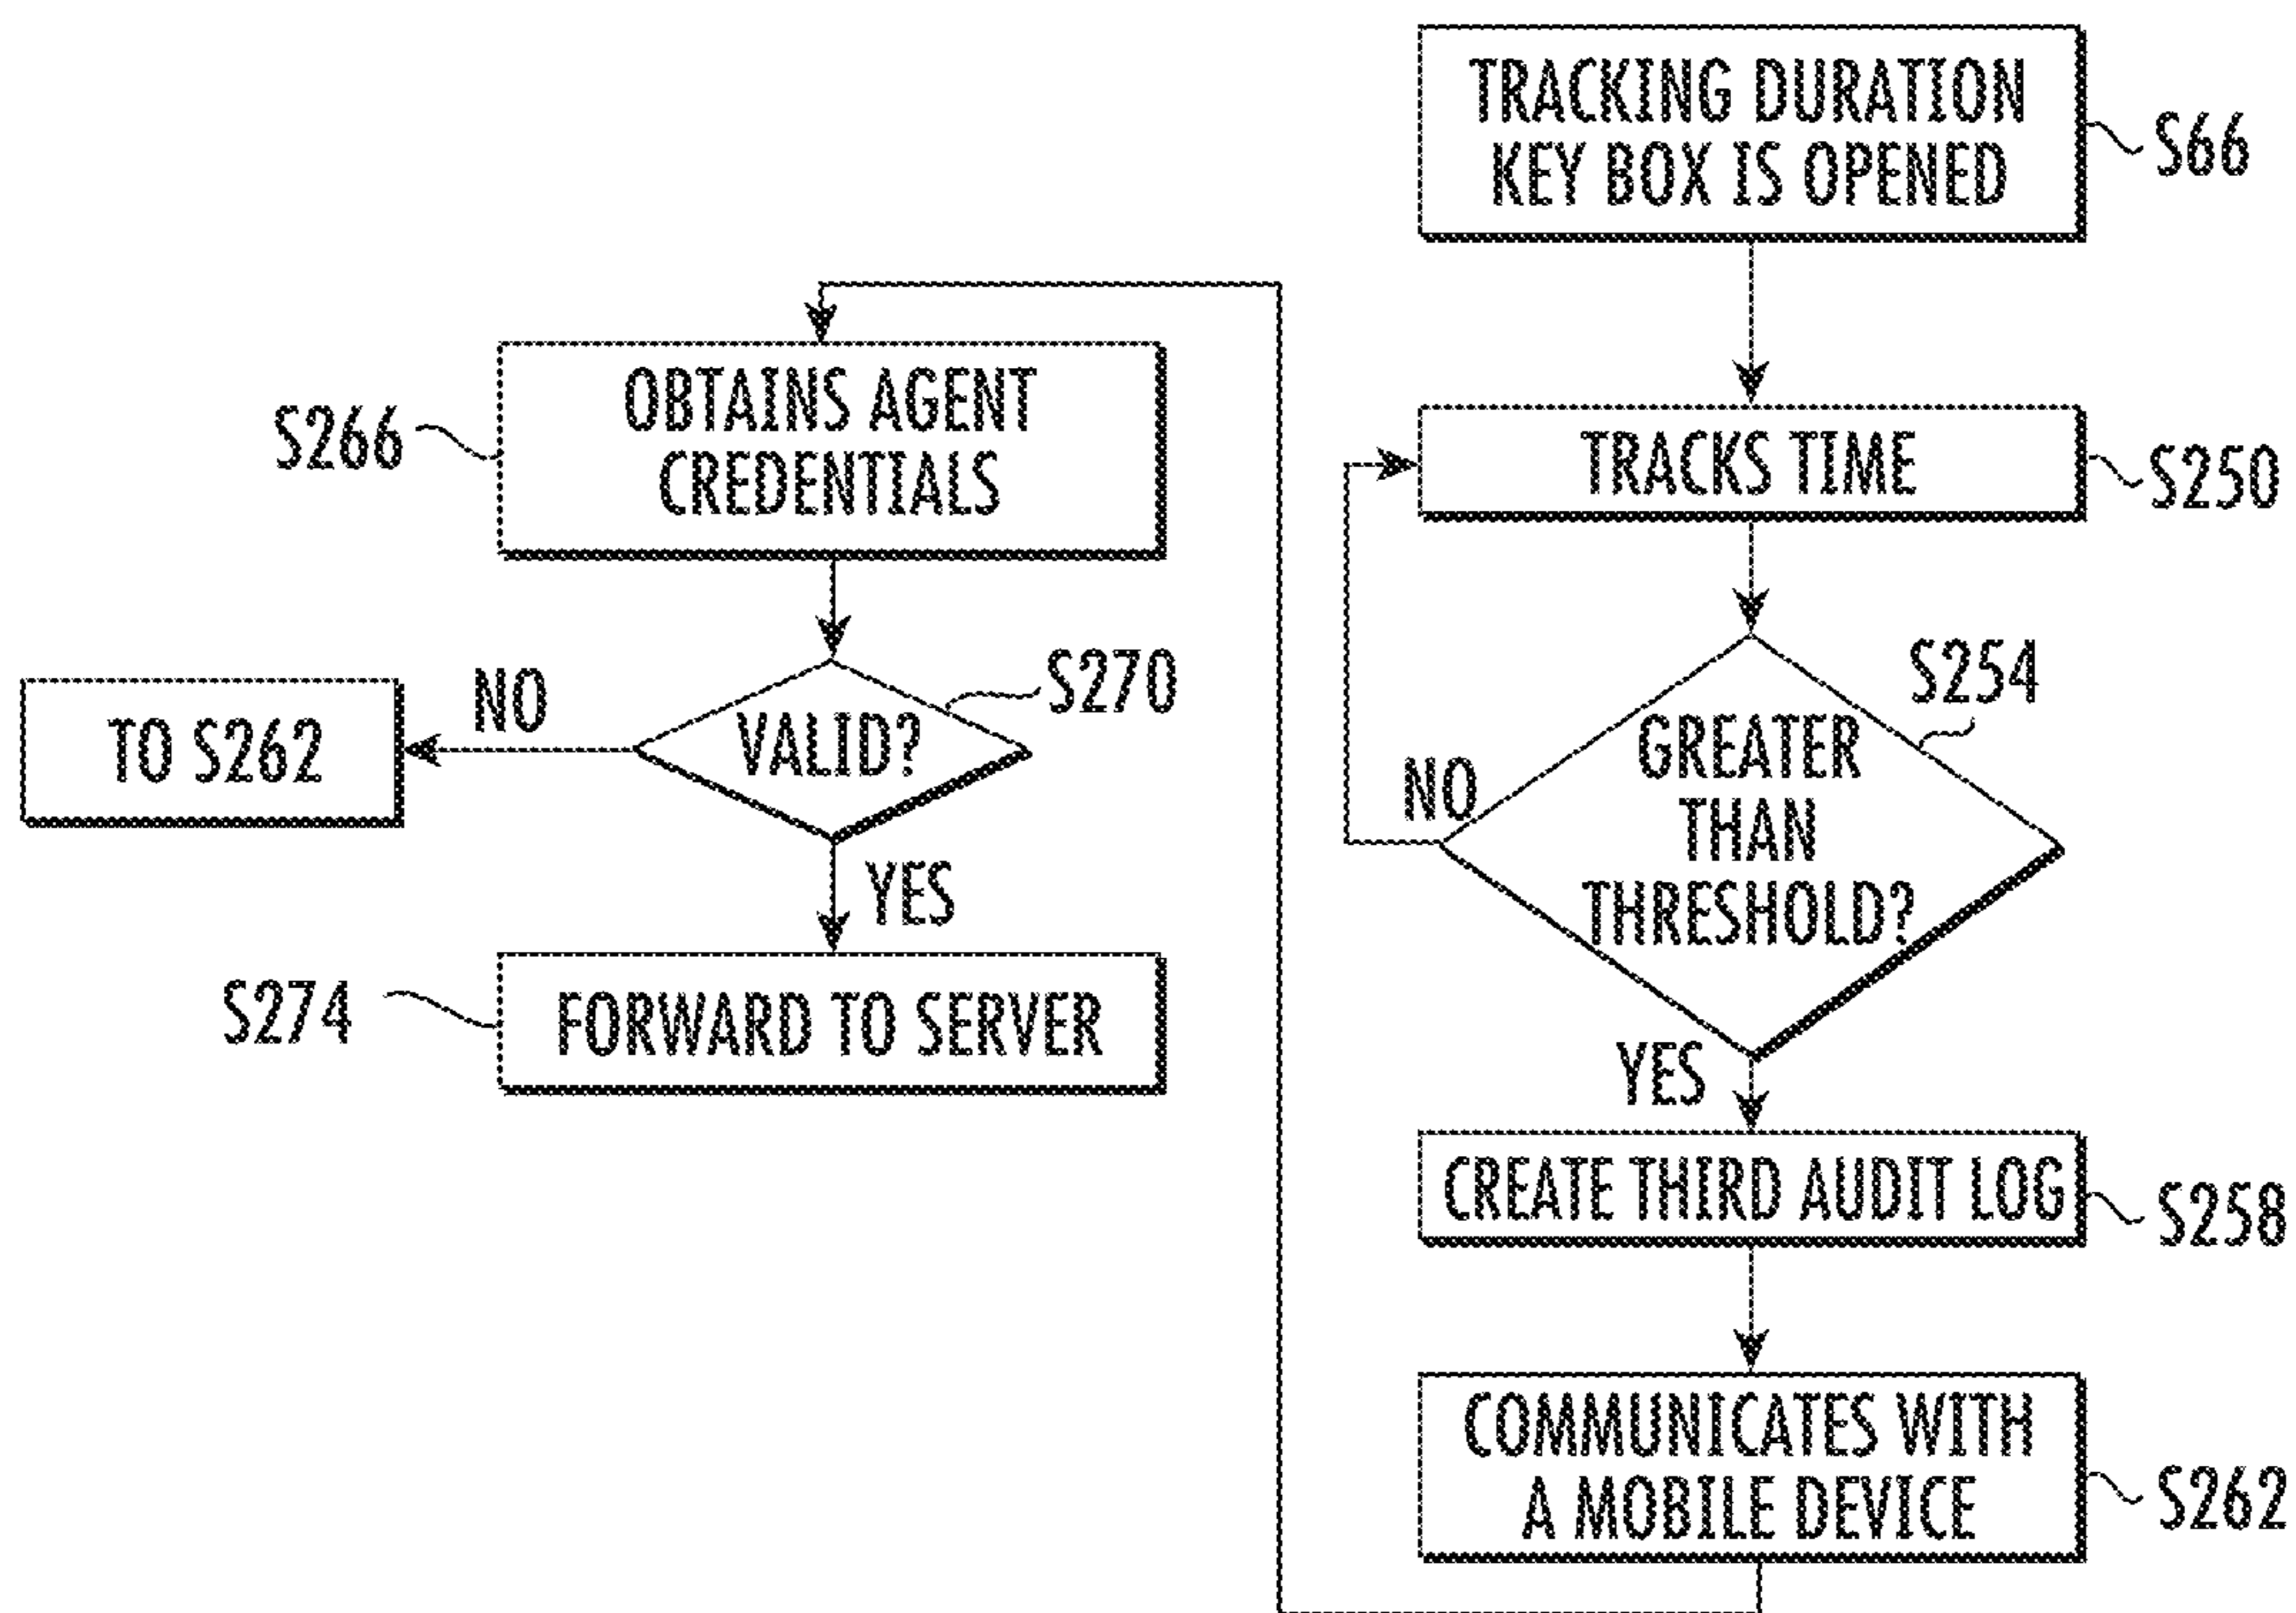 TRACKING DURATION
KEY BOX IS OPENED
S66
TRACKS TIME
S250
S254
GREATER
THAN
THRESHOLD?
NO
YES
CREATE THIRD AUDIT LOG
S258
COMMUNICATES WITH
A MOBILE DEVICE
S262
OBTAINS AGENT
CREDENTIALS
S266
S270
VALID?
NO
TO S262
YES
FORWARD TO SERVER
S274